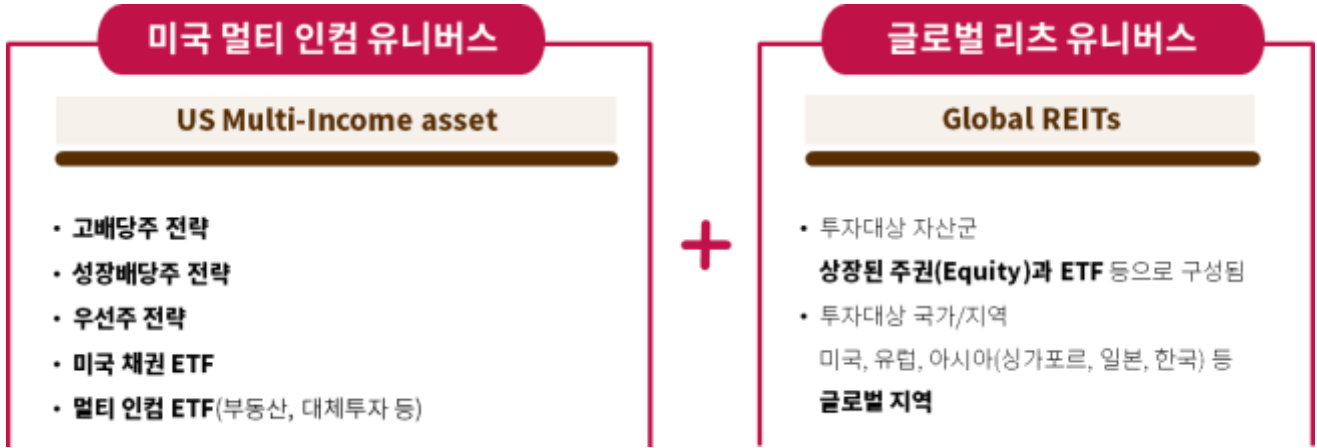 미국 멀티 인컴 유니버스
US Multi-Income asset
• 고배당주 전략
• 성장배당주 전략
• 우선주 전략
• 미국 채권 ETF
• 멀티 인컴 ETF(부동산, 대체투자 등)
+
글로벌 리츠 유니버스
Global REITs
• 투자대상 자산군
상장된 주권(Equity)과 ETF 등으로 구성됨
• 투자대상 국가/지역
미국, 유럽, 아시아(싱가포르, 일본, 한국) 등
글로벌 지역